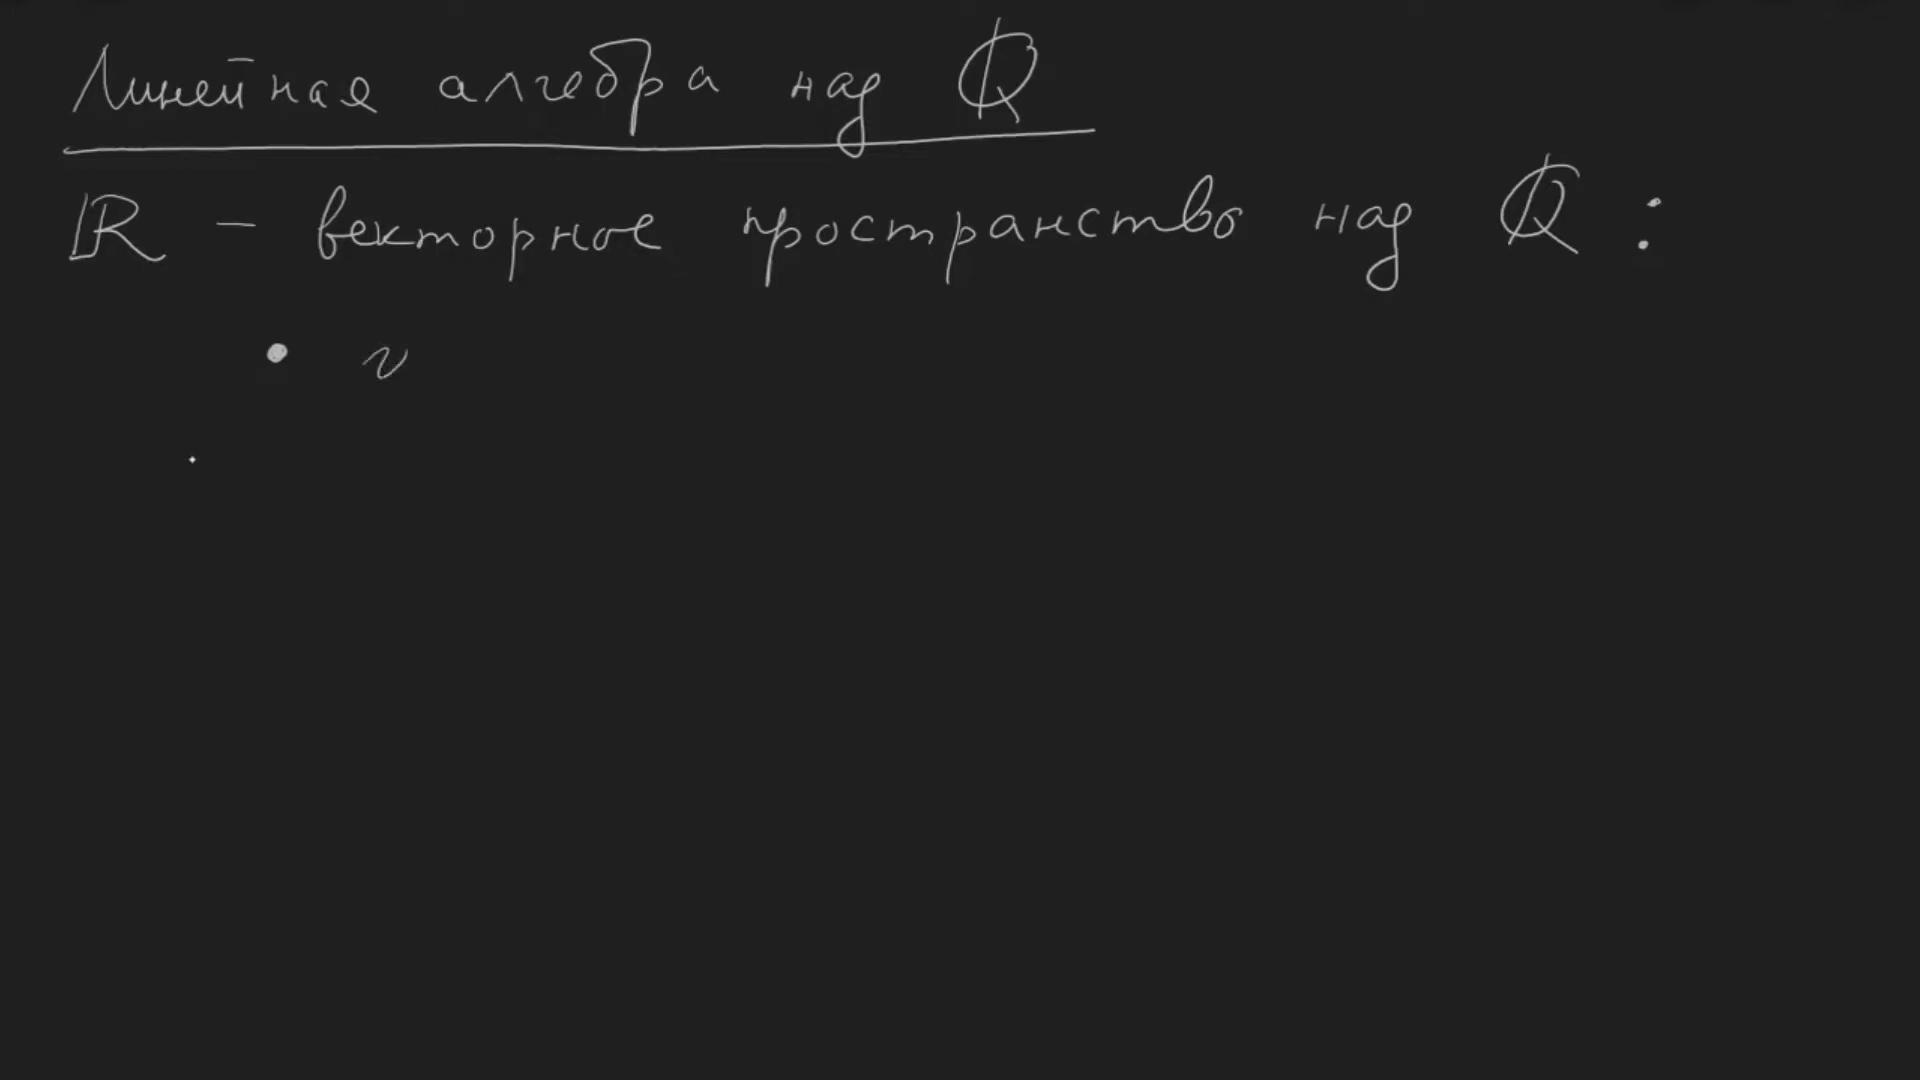 Линейная алгебра над ℚ
ℝ – векторное пространство над ℚ :
• v